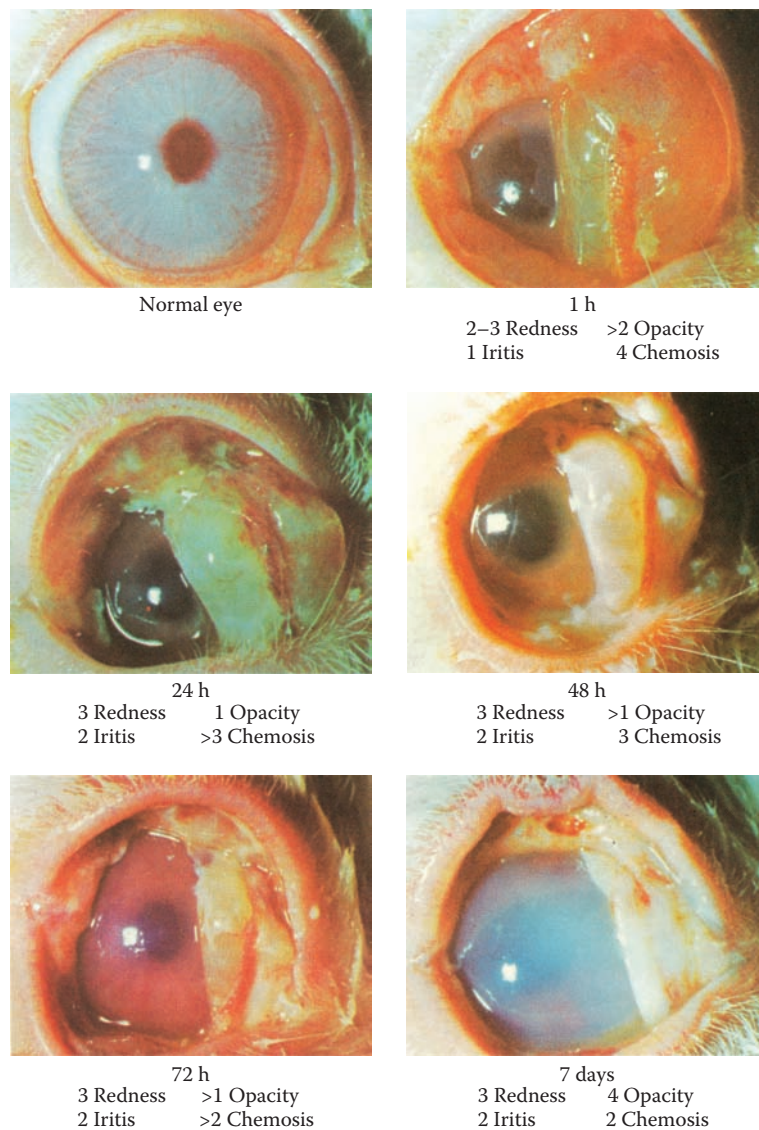 Normal eye
1 h
2–3 Redness >2 Opacity
1 Iritis 4 Chemosis
24 h
3 Redness 1 Opacity
2 Iritis >3 Chemosis
48 h
3 Redness >1 Opacity
2 Iritis 3 Chemosis
72 h
3 Redness >1 Opacity
2 Iritis >2 Chemosis
7 days
3 Redness 4 Opacity
2 Iritis 2 Chemosis